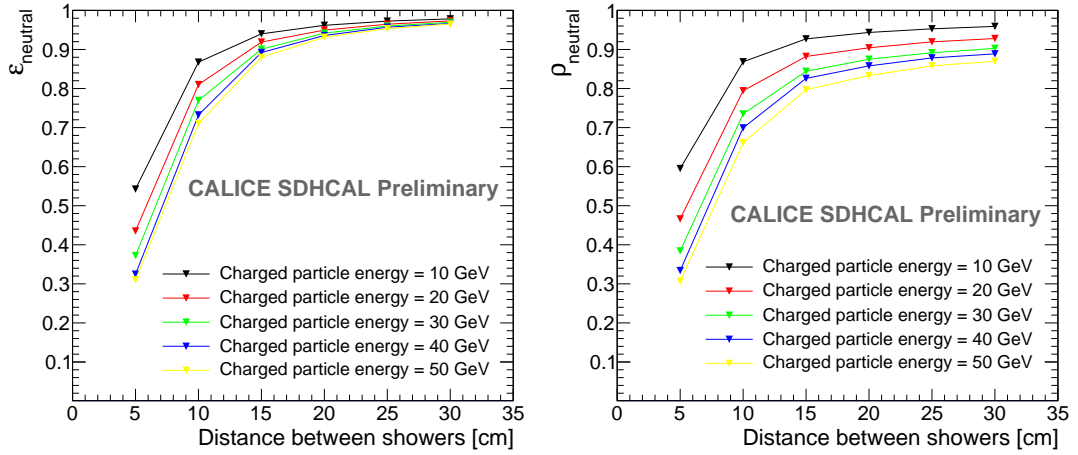 ε_neutral
1
0.9
0.8
0.7
0.6
0.5
0.4
0.3
0.2
0.1
CALICE SDHCAL Preliminary
Charged particle energy = 10 GeV
Charged particle energy = 20 GeV
Charged particle energy = 30 GeV
Charged particle energy = 40 GeV
Charged particle energy = 50 GeV
0 5 10 15 20 25 30 35
Distance between showers [cm]
ρ_neutral
1
0.9
0.8
0.7
0.6
0.5
0.4
0.3
0.2
0.1
CALICE SDHCAL Preliminary
Charged particle energy = 10 GeV
Charged particle energy = 20 GeV
Charged particle energy = 30 GeV
Charged particle energy = 40 GeV
Charged particle energy = 50 GeV
0 5 10 15 20 25 30 35
Distance between showers [cm]